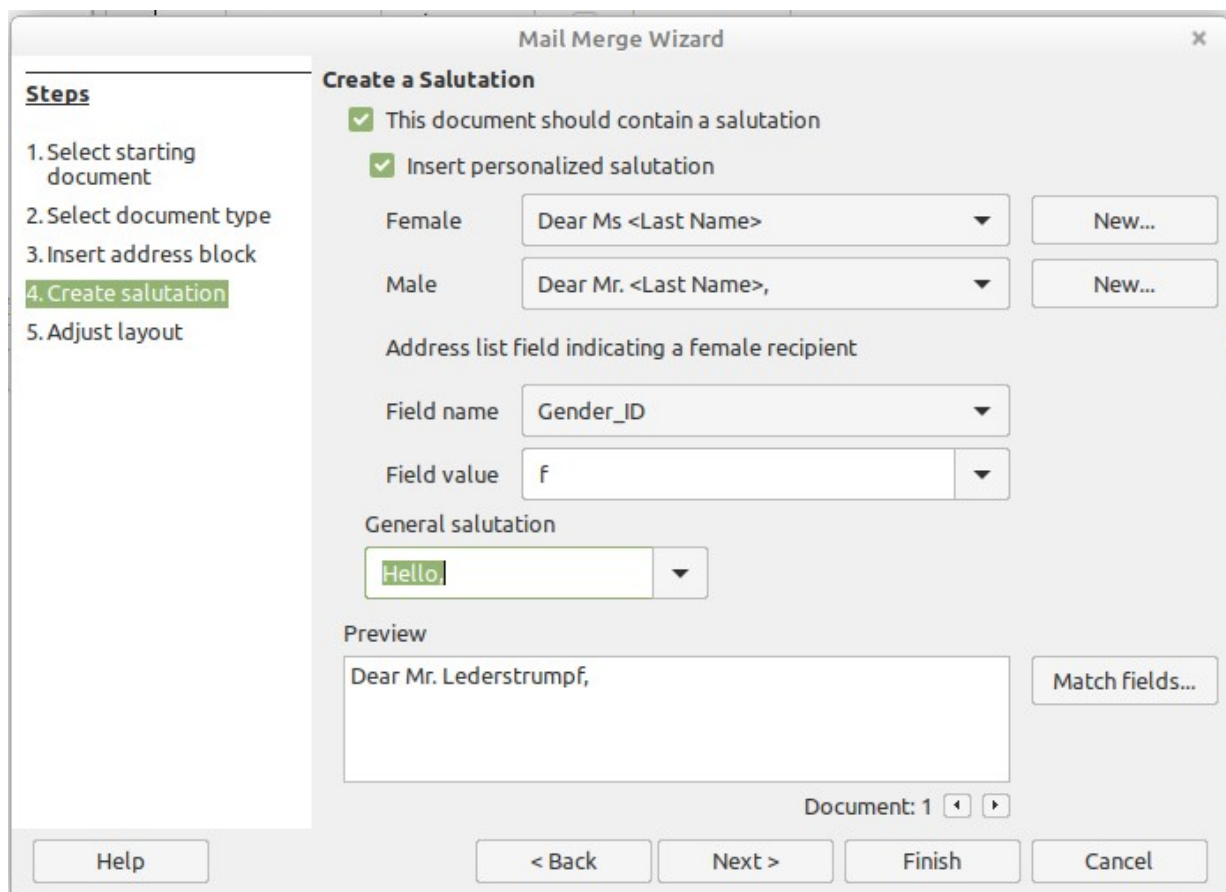 Mail Merge Wizard
Steps
1. Select starting
document
2. Select document type
3. Insert address block
4. Create salutation
5. Adjust layout
Create a Salutation
This document should contain a salutation
Insert personalized salutation
Female Dear Ms <Last Name> New...
Male Dear Mr. <Last Name>, New...
Address list field indicating a female recipient
Field name Gender_ID
Field value f
General salutation
Hello,
Preview
Dear Mr. Lederstrumpf,
Match fields...
Document: 1
Help < Back Next > Finish Cancel